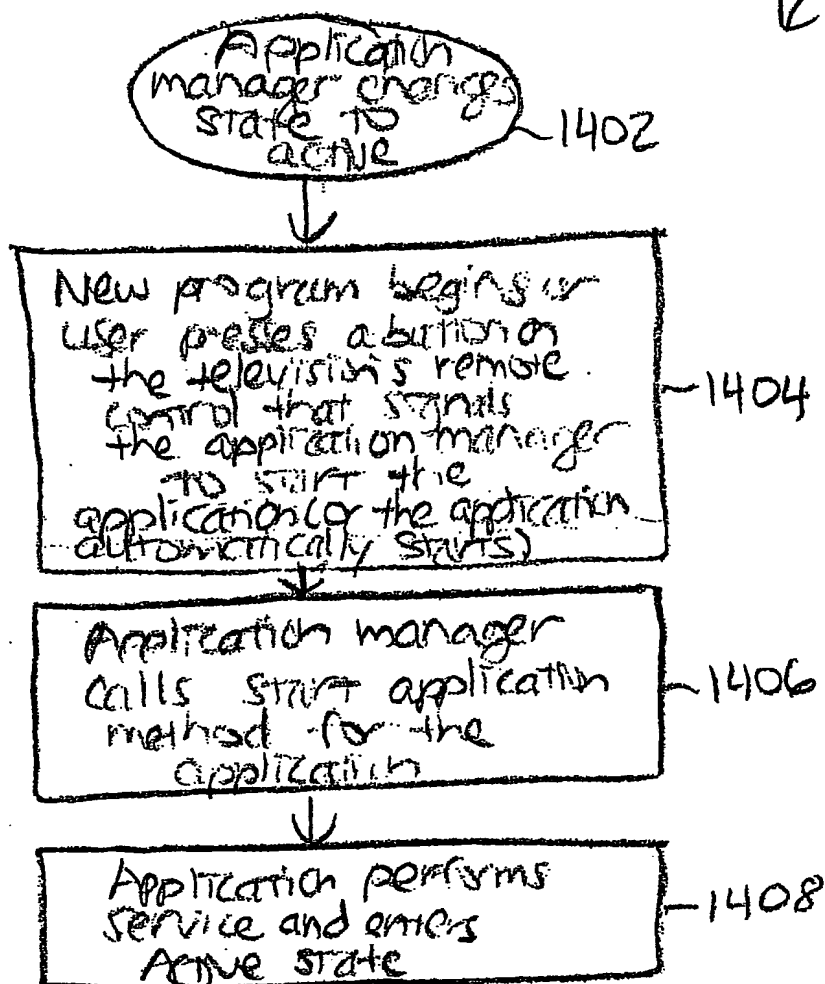 Application
manager changes
state to
active
1402
New program begins or
user presses a button on
the television's remote
control that signals
the application manager
to start the
application (or the application
automatically starts)
1404
Application manager
calls start application
method for the
application
1406
Application performs
service and enters
Active state
1408